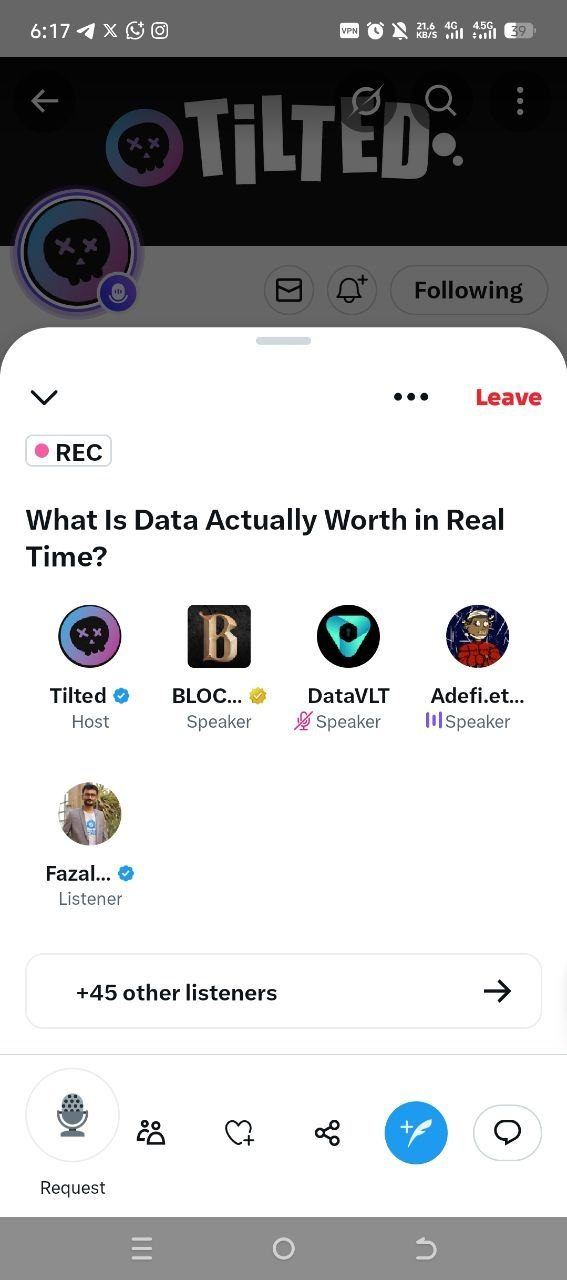 6:17
VPN
21.6
KB/S
4G
4.5G
39
TiLTED
Following
Leave
REC
What Is Data Actually Worth in Real
Time?
Tilted
BLOC...
DataVLT
Adefi.et...
Host
Speaker
Speaker
Speaker
Fazal...
Listener
+45 other listeners
Request